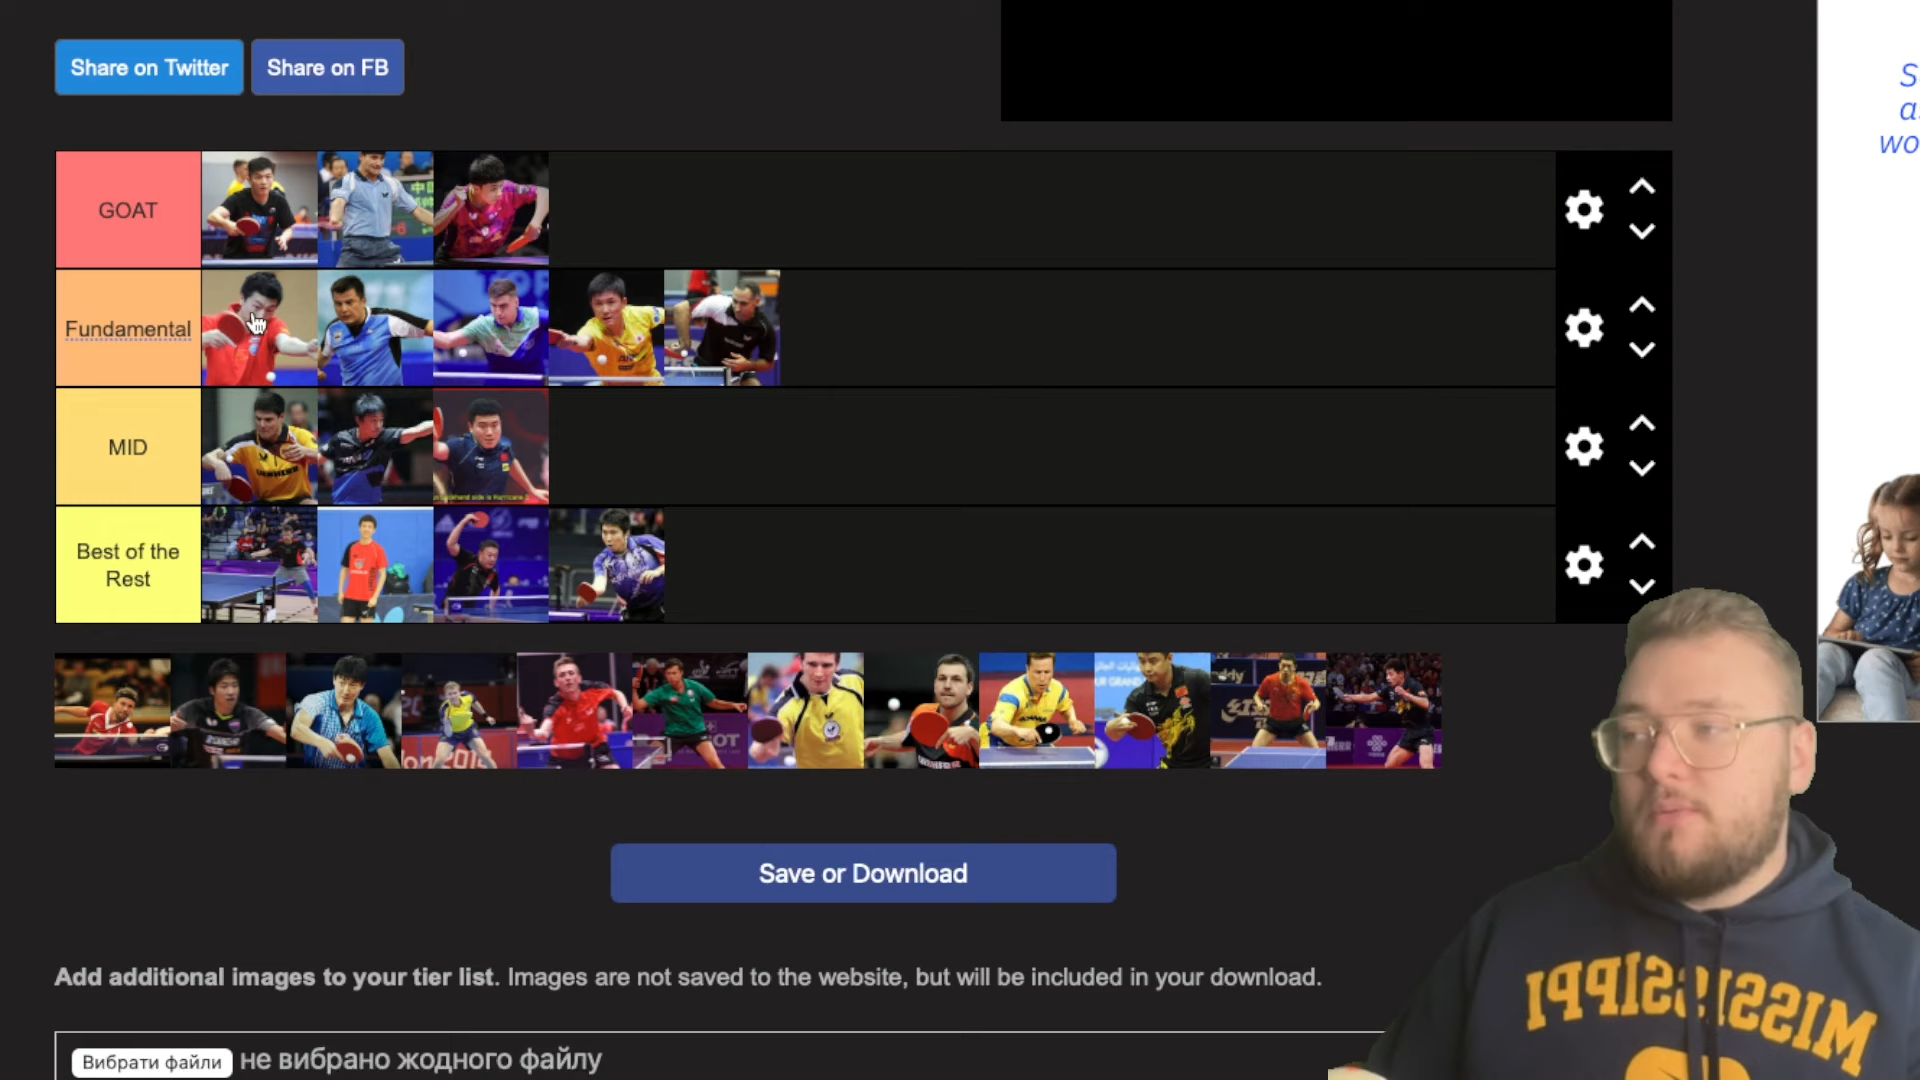 Share on Twitter
Share on FB
GOAT
Fundamental
MID
Best of the
Rest
Save or Download
Add additional images to your tier list. Images are not saved to the website, but will be included in your download.
Вибрати файли
не вибрано жодного файлу
MISSISSIPPI